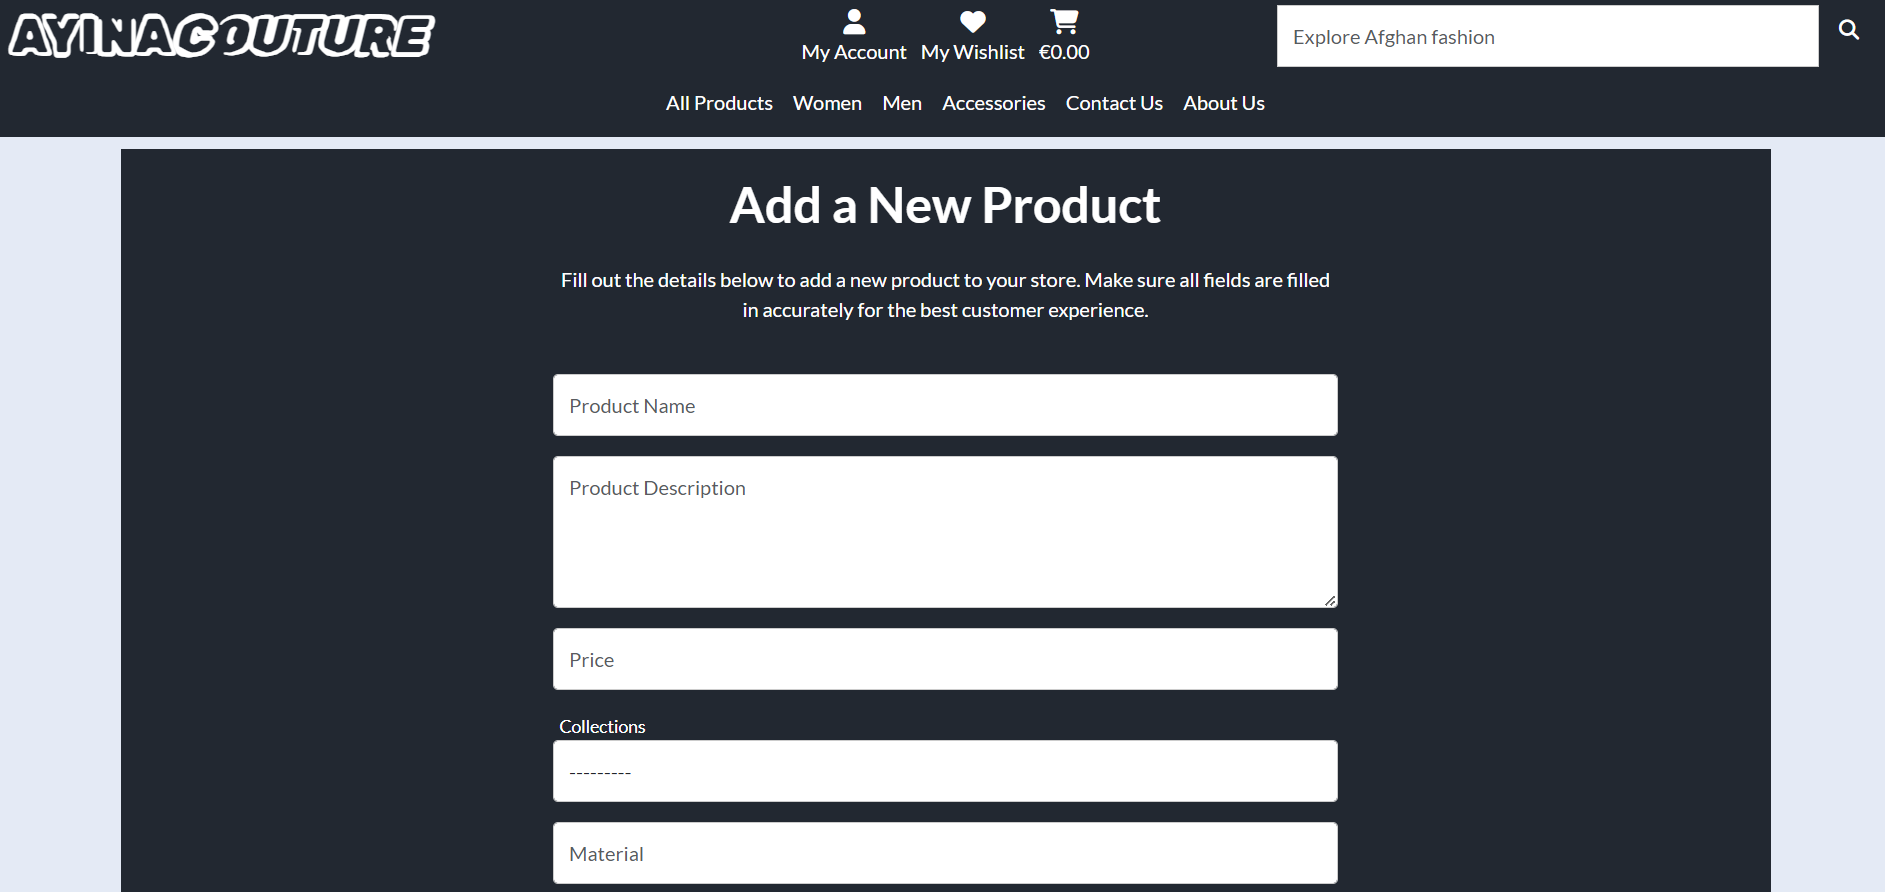 AYINACOUTURE
My Account My Wishlist €0.00
Explore Afghan fashion
All Products Women Men Accessories Contact Us About Us
Add a New Product
Fill out the details below to add a new product to your store. Make sure all fields are filled
in accurately for the best customer experience.
Product Name
Product Description
Price
Collections
---------
Material